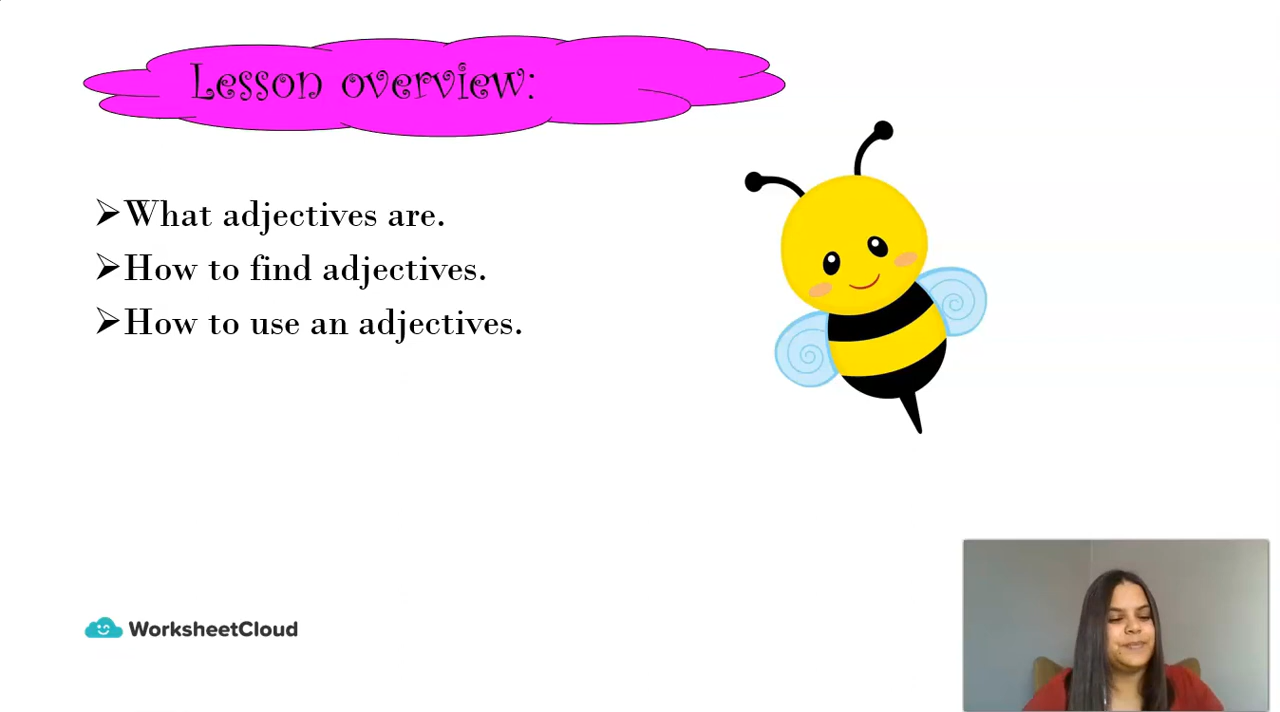 Lesson overview:
➢What adjectives are.
➢How to find adjectives.
➢How to use an adjectives.
WorksheetCloud